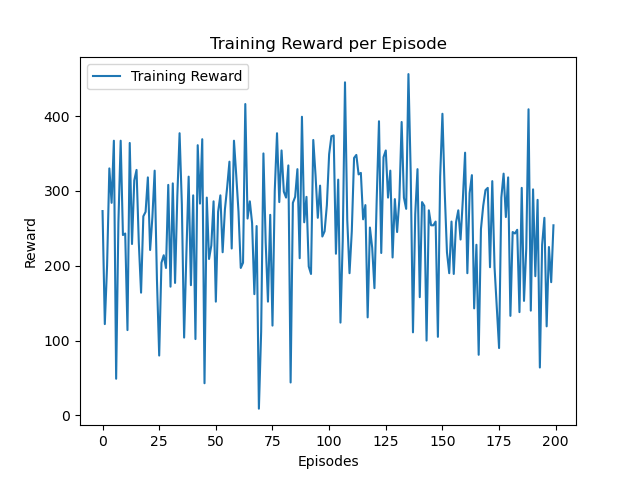 Training Reward per Episode
Training Reward
Reward
400
300
200
100
0
0 25 50 75 100 125 150 175 200
Episodes